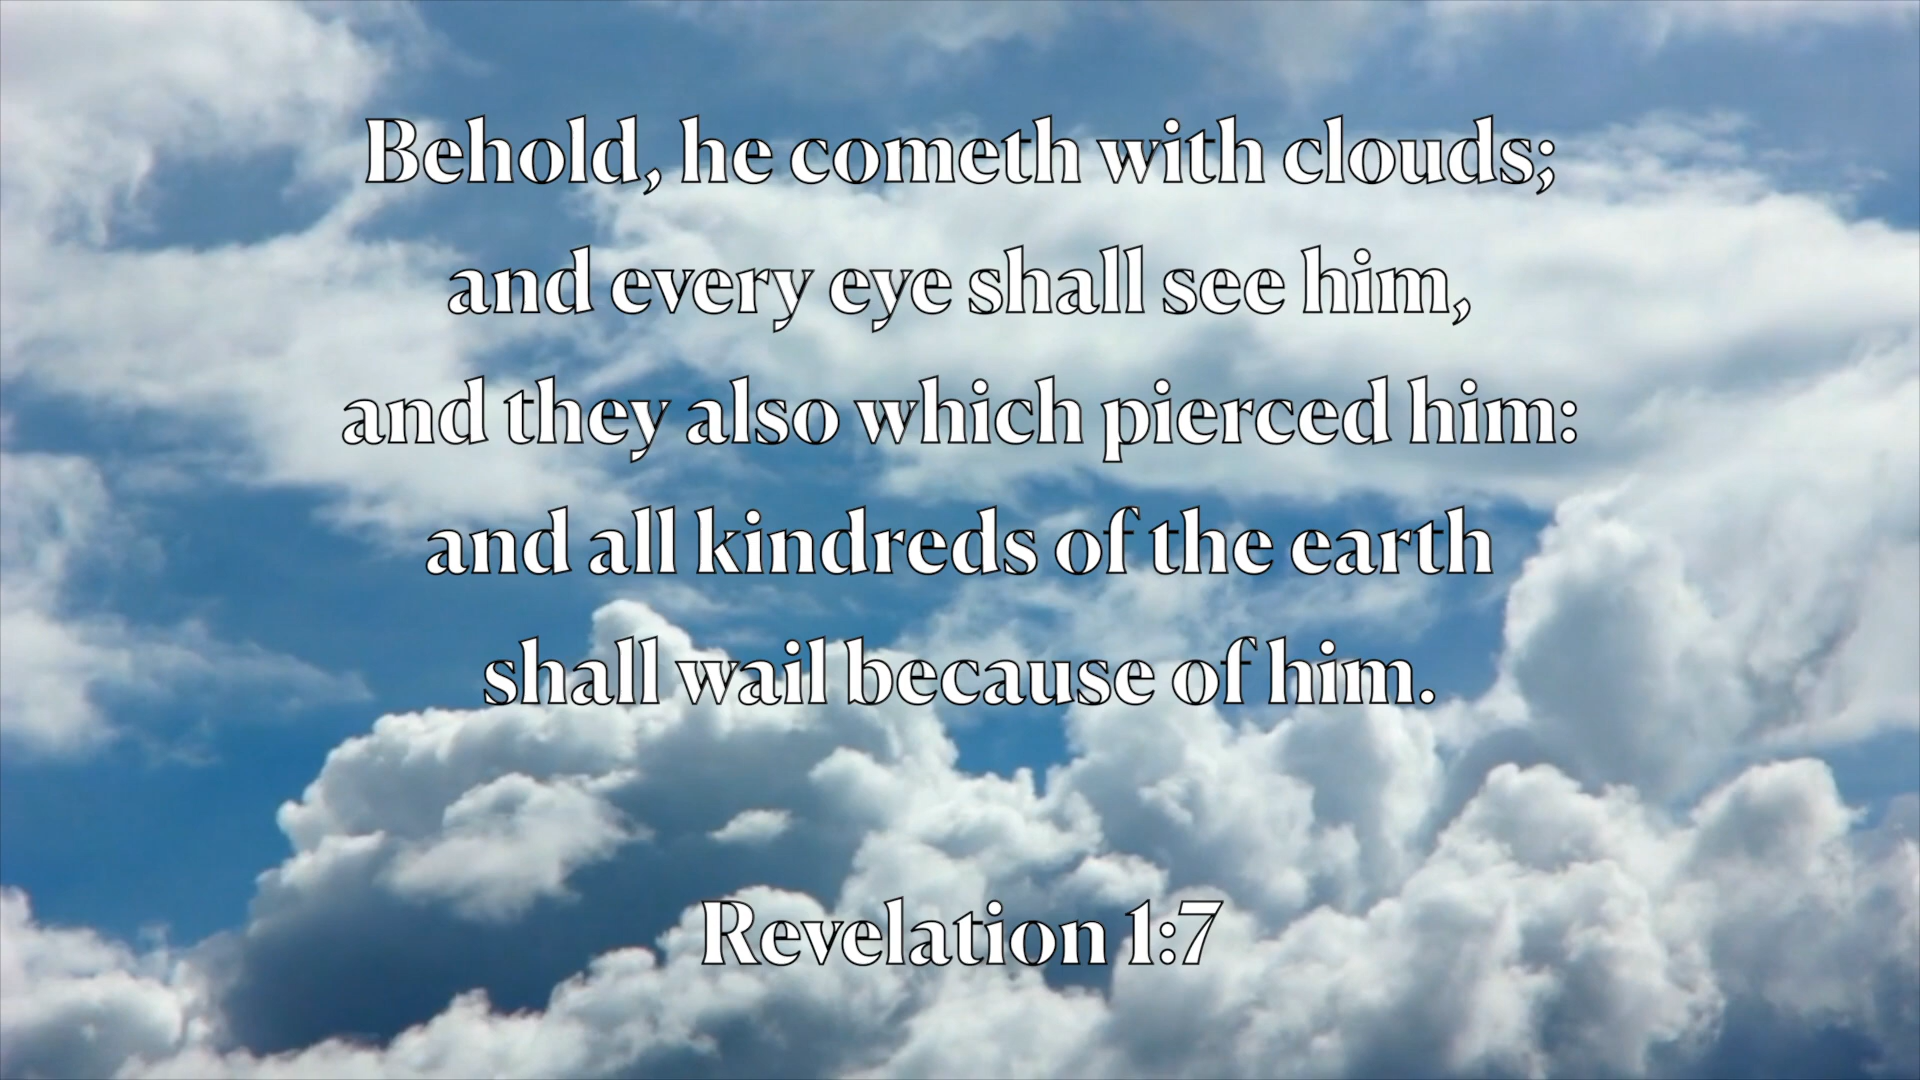 Behold, he cometh with clouds;
and every eye shall see him,
and they also which pierced him:
and all kindreds of the earth
shall wail because of him.
Revelation 1:7